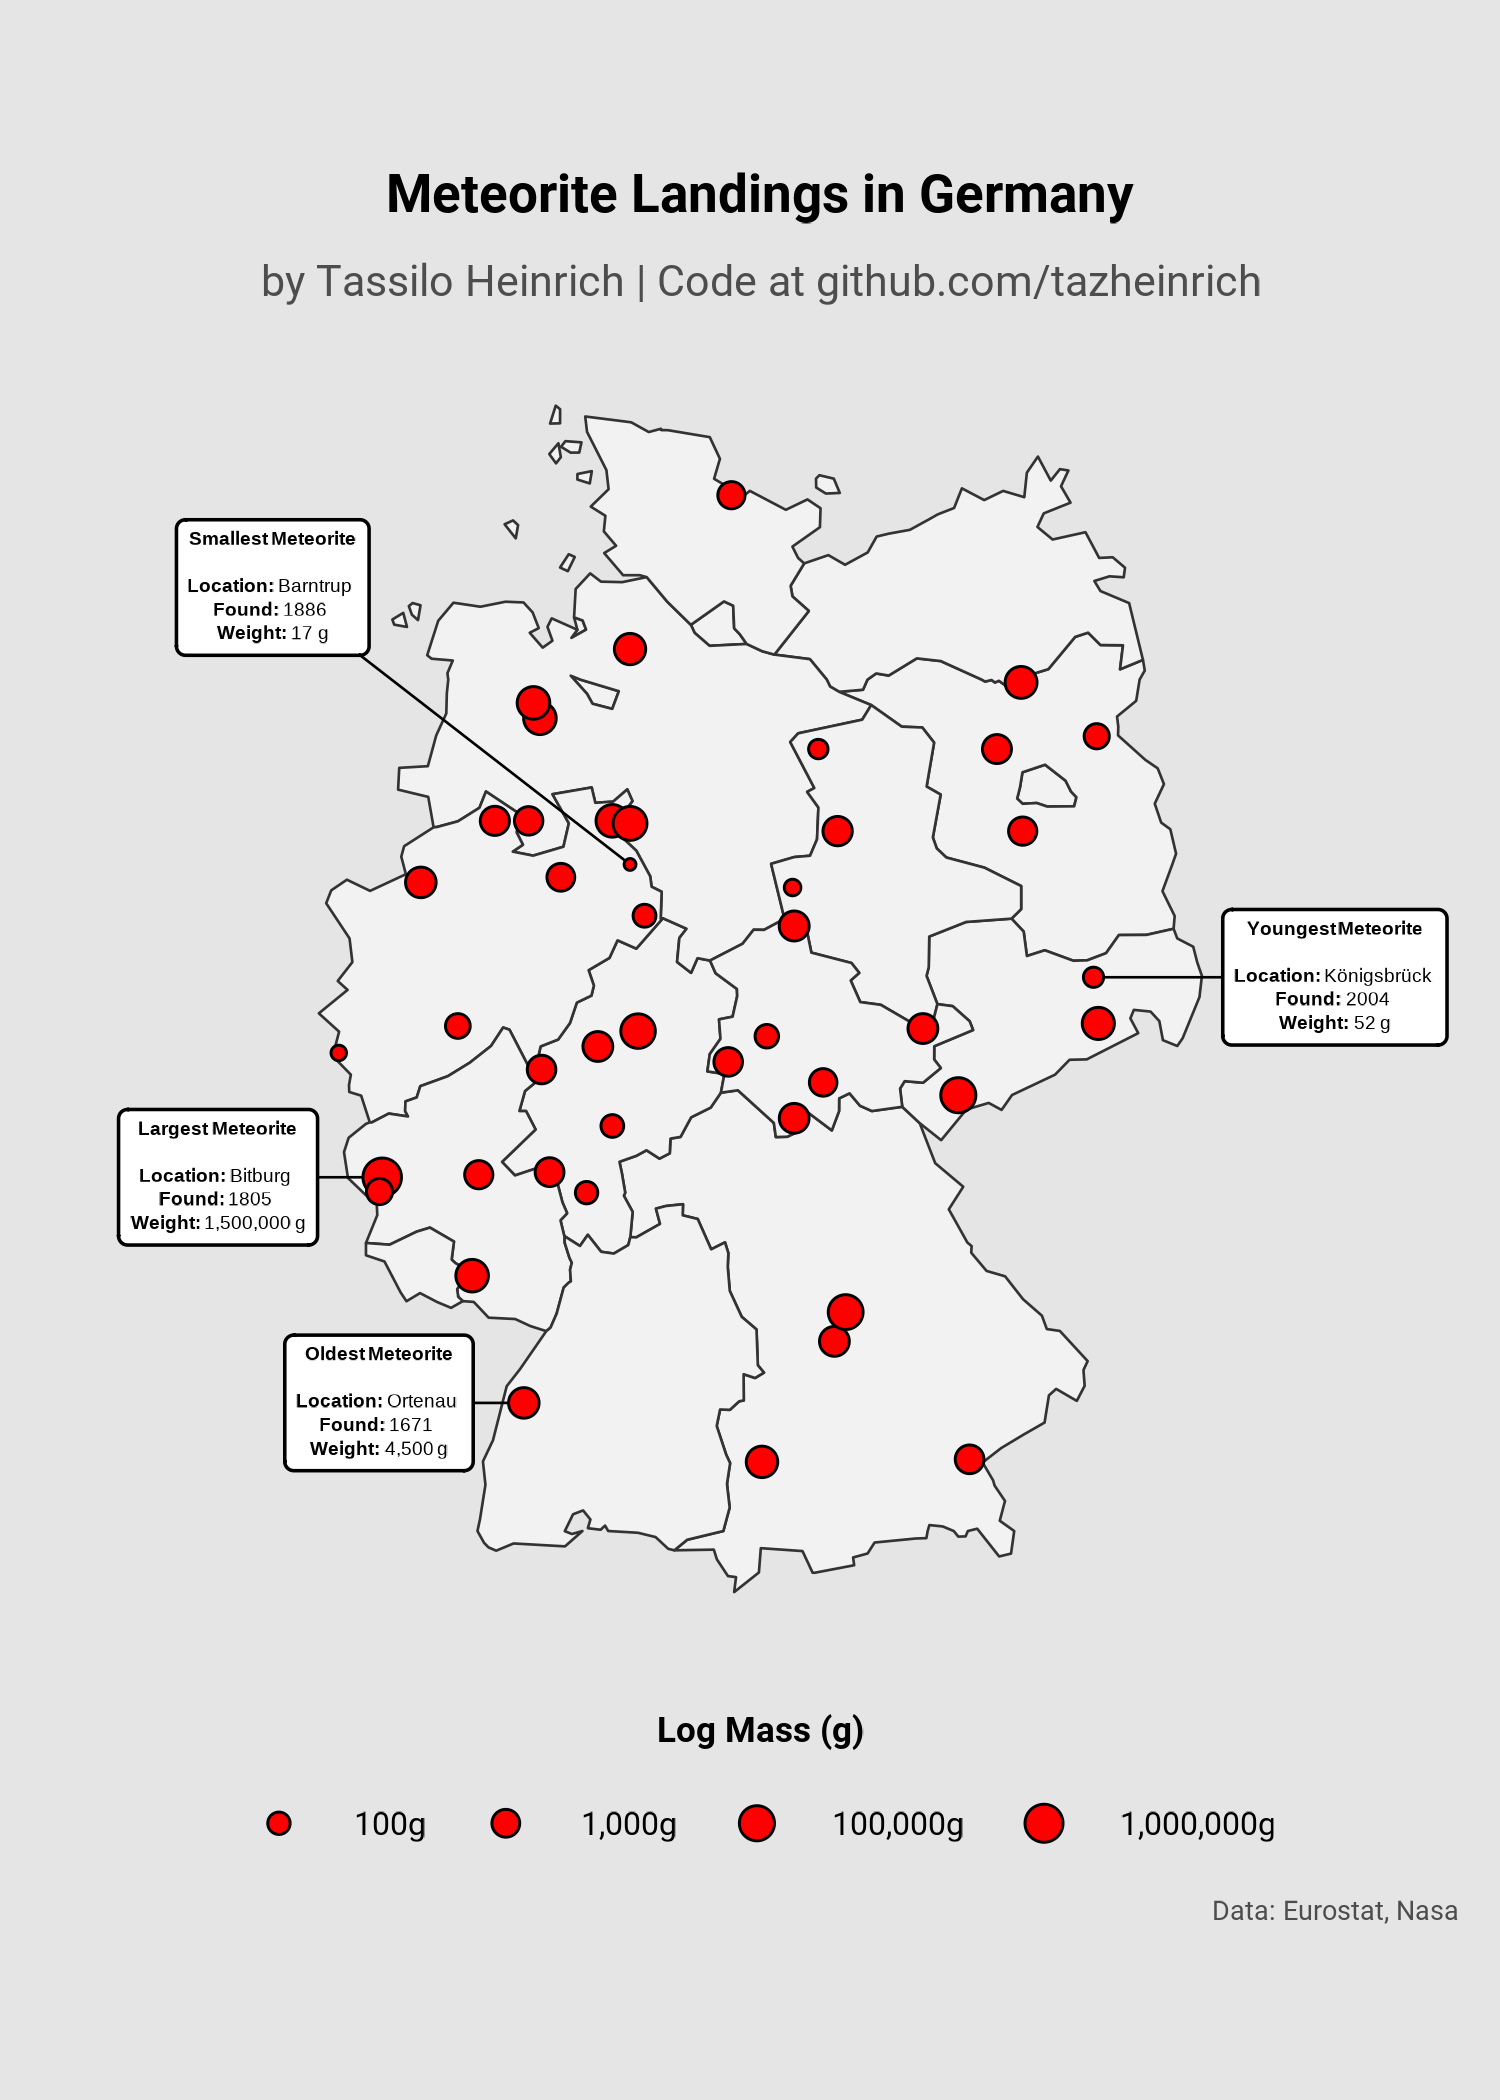 Meteorite Landings in Germany
by Tassilo Heinrich | Code at github.com/tazheinrich
Smallest Meteorite
Location: Barntrup
Found: 1886
Weight: 17 g
Youngest Meteorite
Location: Königsbrück
Found: 2004
Weight: 52 g
Largest Meteorite
Location: Bitburg
Found: 1805
Weight: 1,500,000 g
Oldest Meteorite
Location: Ortenau
Found: 1671
Weight: 4,500 g
Log Mass (g)
100g 1,000g 100,000g 1,000,000g
Data: Eurostat, Nasa